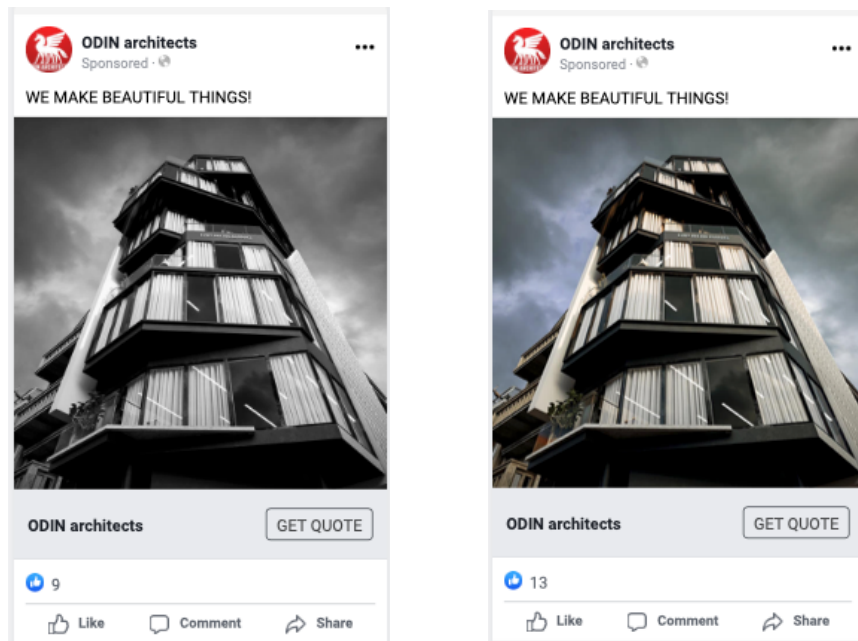 ODIN architects
Sponsored ·
WE MAKE BEAUTIFUL THINGS!
ODIN architects
GET QUOTE
9
Like
Comment
Share
ODIN architects
Sponsored ·
WE MAKE BEAUTIFUL THINGS!
ODIN architects
GET QUOTE
13
Like
Comment
Share